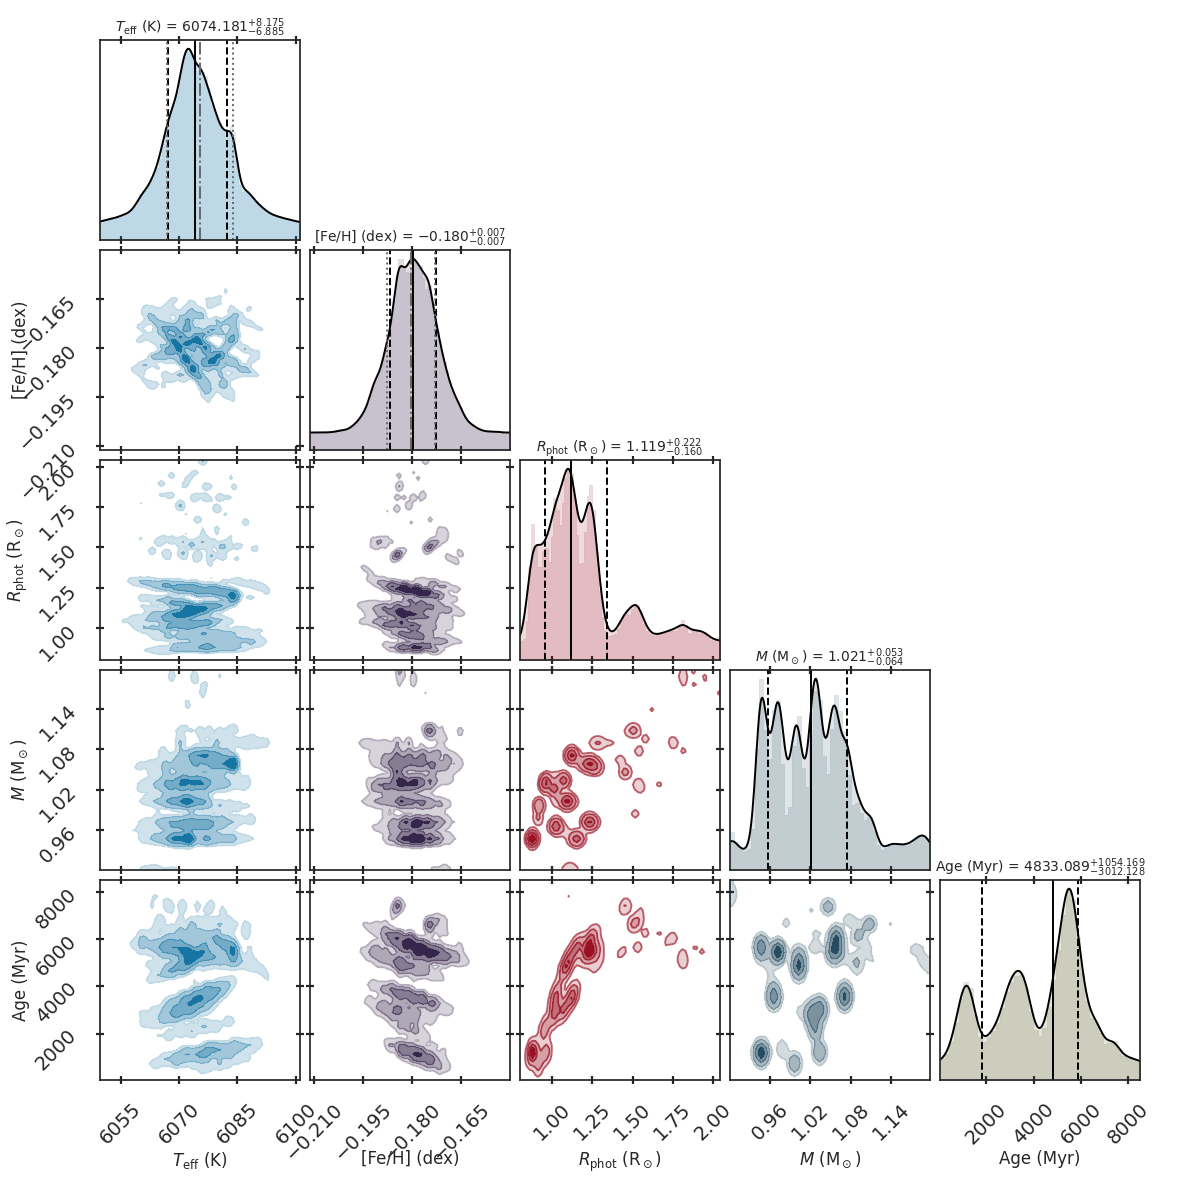 T_eff (K) = 6074.181^{+8.175}_{−6.885}
[Fe/H] (dex) = −0.180^{+0.007}_{−0.007}
[Fe/H] (dex)
−0.165
−0.180
−0.195
−0.210
R_phot (R_⊙) = 1.119^{+0.222}_{−0.160}
R_phot (R_⊙)
2.00
1.75
1.50
1.25
1.00
M (M_⊙) = 1.021^{+0.053}_{−0.064}
M (M_⊙)
1.14
1.08
1.02
0.96
Age (Myr) = 4833.089^{+1054.169}_{−3012.128}
Age (Myr)
8000
6000
4000
2000
6055 6070 6085 6100
−0.210 −0.195 −0.180 −0.165
1.00 1.25 1.50 1.75 2.00
0.96 1.02 1.08 1.14
2000 4000 6000 8000
T_eff (K) [Fe/H] (dex) R_phot (R_⊙) M (M_⊙) Age (Myr)